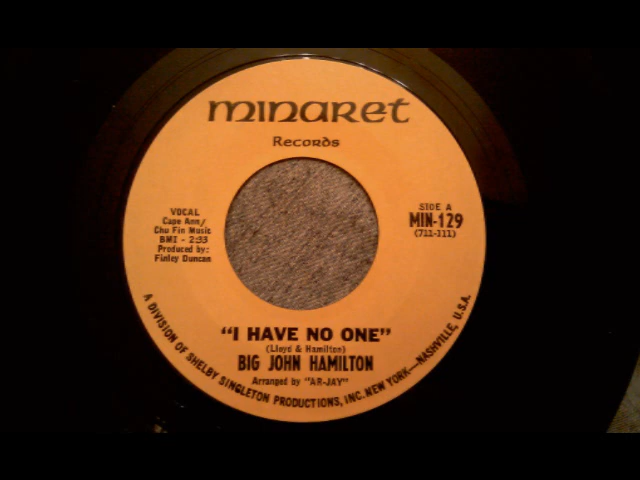 minaret
Records
VOCAL
Cape Ann/
Chu Fin Music
BMI - 2:33
Produced by:
Finley Duncan
SIDE A
MIN-129
(711-111)
"I HAVE NO ONE"
(Lloyd & Hamilton)
BIG JOHN HAMILTON
Arranged by "AR-JAY"
A DIVISION OF SHELBY SINGLETON PRODUCTIONS, INC. NEW YORK—NASHVILLE, U.S.A.